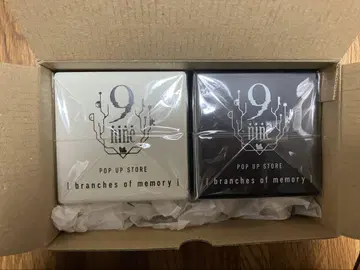 9
nine
POP UP STORE
[ branches of memory ]
9
nine
POP UP STORE
[ branches of memory ]